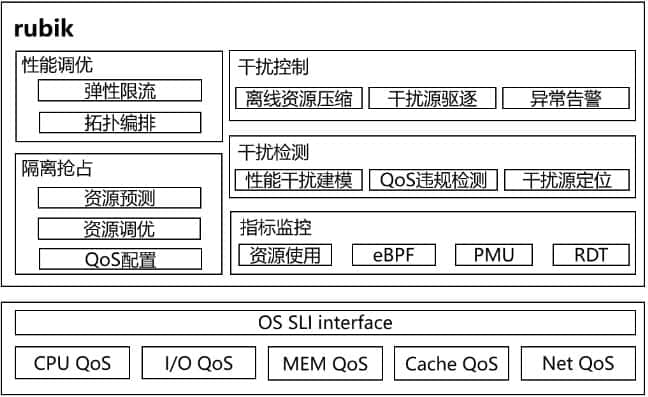 rubik
性能调优
弹性限流
拓扑编排
隔离抢占
资源预测
资源调优
QoS配置
干扰控制
离线资源压缩 干扰源驱逐 异常告警
干扰检测
性能干扰建模 QoS违规检测 干扰源定位
指标监控
资源使用 eBPF PMU RDT
OS SLI interface
CPU QoS I/O QoS MEM QoS Cache QoS Net QoS